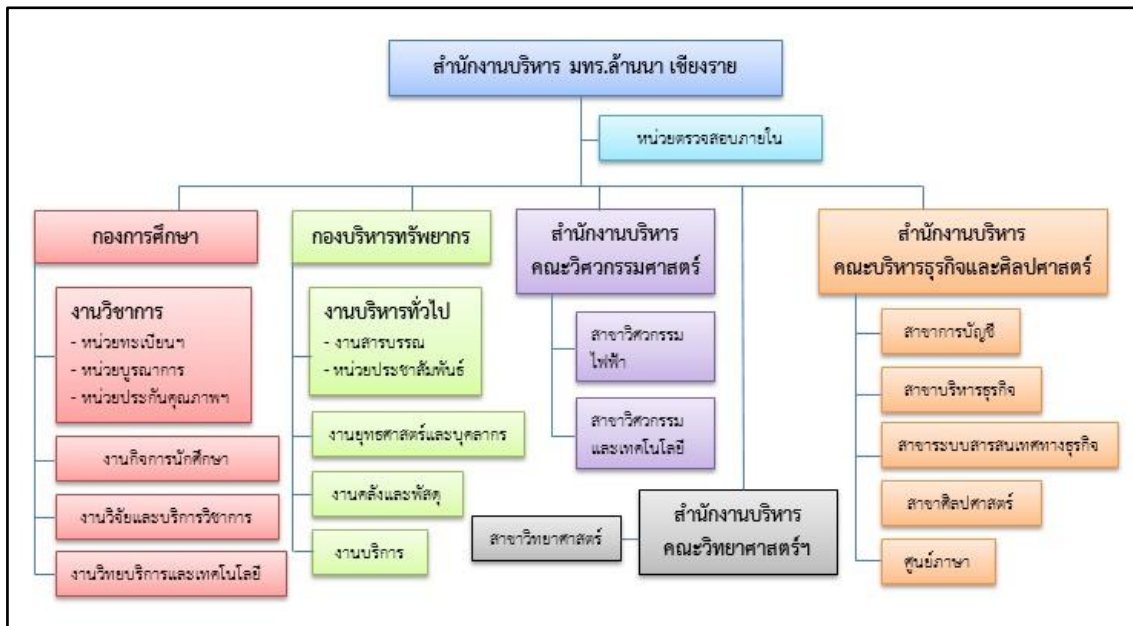 สำนักงานบริหาร มทร.ล้านนา เชียงราย
หน่วยตรวจสอบภายใน
กองการศึกษา
งานวิชาการ
- หน่วยทะเบียนฯ
- หน่วยบูรณาการ
- หน่วยประกันคุณภาพฯ
งานกิจการนักศึกษา
งานวิจัยและบริการวิชาการ
งานวิทยบริการและเทคโนโลยี
กองบริหารทรัพยากร
งานบริหารทั่วไป
- งานสารบรรณ
- หน่วยประชาสัมพันธ์
งานยุทธศาสตร์และบุคลากร
งานคลังและพัสดุ
งานบริการ
สำนักงานบริหาร
คณะวิศวกรรมศาสตร์
สาขาวิศวกรรม
ไฟฟ้า
สาขาวิศวกรรม
และเทคโนโลยี
สำนักงานบริหาร
คณะวิทยาศาสตร์ฯ
สาขาวิทยาศาสตร์
สำนักงานบริหาร
คณะบริหารธุรกิจและศิลปศาสตร์
สาขาการบัญชี
สาขาบริหารธุรกิจ
สาขาระบบสารสนเทศทางธุรกิจ
สาขาศิลปศาสตร์
ศูนย์ภาษา